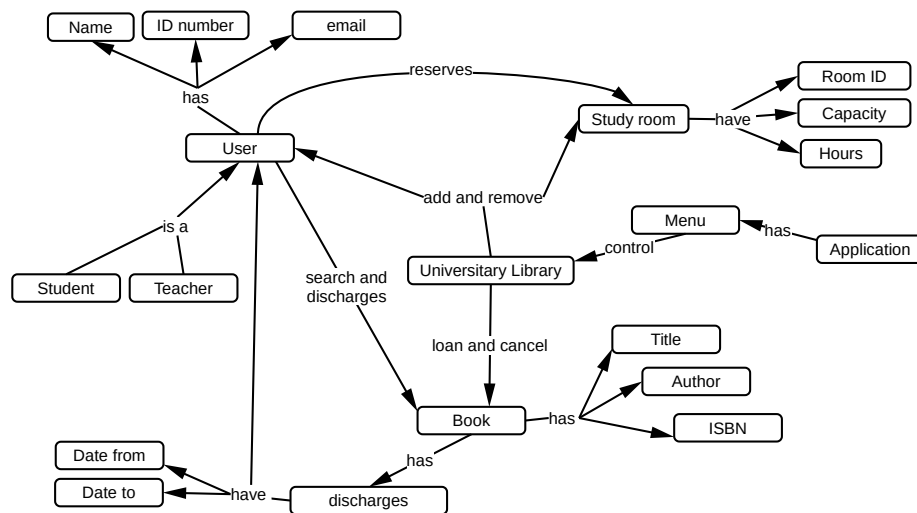 Name
ID number
email
has
reserves
Room ID
Study room
have
Capacity
Hours
User
add and remove
is a
Menu
has
Application
control
Student
Teacher
search and
discharges
Universitary Library
loan and cancel
Title
Author
Book
has
ISBN
has
Date from
Date to
have
discharges